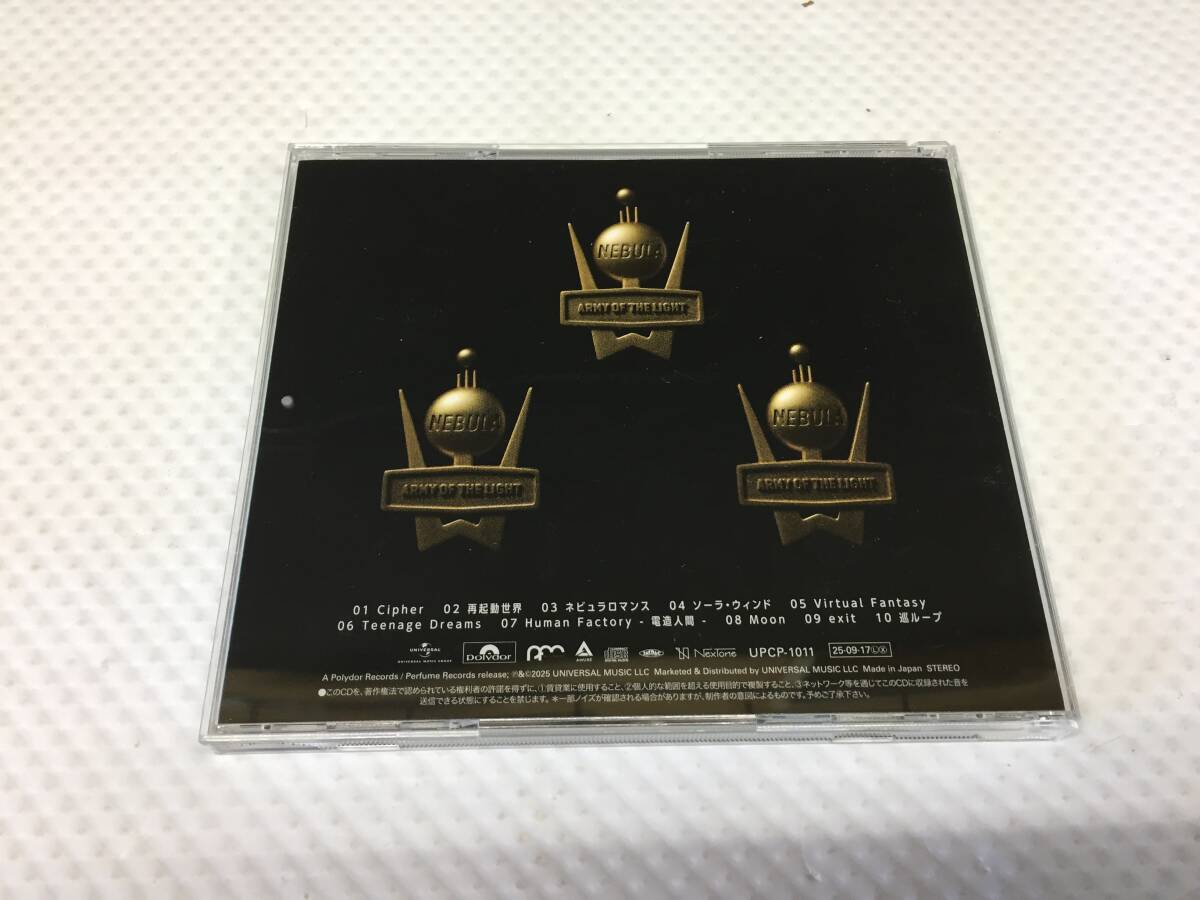 NEBULA
ARMY OF THE LIGHT
NEBULA
ARMY OF THE LIGHT
NEBULA
ARMY OF THE LIGHT
01 Cipher 02 再起動世界 03 ネビュラロマンス 04 ソーラ・ウィンド 05 Virtual Fantasy
06 Teenage Dreams 07 Human Factory - 電造人間 - 08 Moon 09 exit 10 巡ループ
UNIVERSAL UNIVERSAL MUSIC GROUP Polydor AMUSE NexTone UPCP-1011 25-09-17 Ⓛ Ⓧ
A Polydor Records / Perfume Records release; ℗&©2025 UNIVERSAL MUSIC LLC Marketed & Distributed by UNIVERSAL MUSIC LLC Made in Japan STEREO
●このCDを、著作権法で認められている権利者の許諾を得ずに、①賃貸業に使用すること、②個人的な範囲を超える使用目的で複製すること、③ネットワーク等を通じてこのCDに収録された音を
送信できる状態にすることを禁じます。＊一部ノイズが確認される場合がありますが、制作者の意図によるものです。予めご了承下さい。